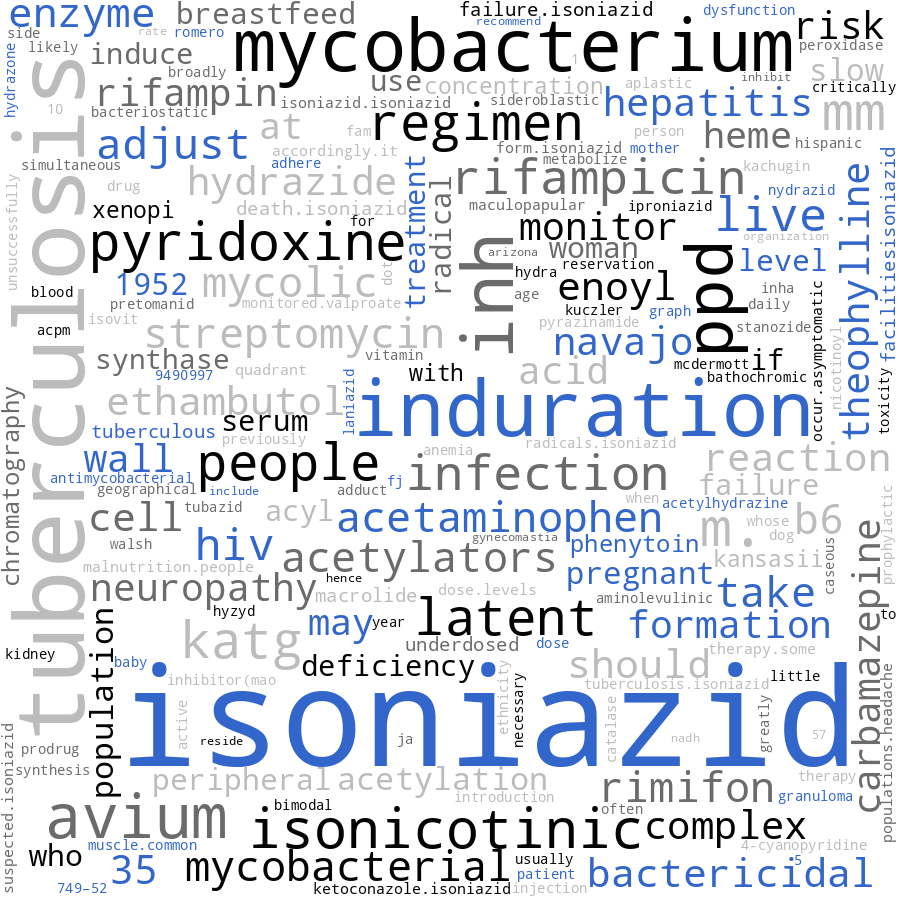 enzyme
breastfeed
failure.isoniazid
recommend
dysfunction
risk
side
rate
romero
mycobacterium
likely
induce
peroxidase
hydrazone
tuberculosis
broadly
use
concentration
1
aplastic
inhibit
slow
critically
rifampin
isoniazid.isoniazid
sideroblastic
hepatitis
mm
10
bacteriostatic
at
fam
regimen
person
heme
hispanic
adjust
accordingly.it
form.isoniazid
mother
simultaneous
adhere
treatment
metabolize
kachugin
drug
hydrazide
radical
rifampicin
nydrazid
theophylline
facilitiesisoniazid
unsuccessfully
xenopi
death.isoniazid
for
maculopapular
iproniazid
live
pyridoxine
inh
monitor
organization
arizona
woman
ppd
level
blood
1952
mycolic
dot
hydra
reservation
pretomanid
monitored.valproate
age
enoyl
inha
daily
acpm
isovit
kuczler
graph
streptomycin
pyrazinamide
stanozide
occur.asymptomatic
nicotinoyl
toxicity
navajo
synthase
vitamin
mcdermott
if
9490997
quadrant
with
acid
bathochromic
chromatography
ethambutol
laniazid
induration
serum
tuberculous
previously
radicals.isoniazid
wall
people
anemia
reaction
antimycobacterial
infection
failure
geographical
include
adduct
fj
when
acetylhydrazine
prophylactic
cell
tubazid
acyl
acetaminophen
m.
whose
b6
dog
walsh
hiv
gynecomastia
phenytoin
carbamazepine
caseous
acetylators
kansasii
malnutrition.people
pregnant
neuropathy
hence
macrolide
dose.levels
aminolevulinic
take
population
hyzyd
may
year
latent
formation
to
katg
underdosed
dose
therapy.some
kidney
baby
deficiency
should
inhibitor(mao
ethnicity
necessary
tuberculosis.isoniazid
little
populations.headache
isoniazid
active
catalase
greatly
suspected.isoniazid
prodrug
reside
ja
nadh
57
synthesis
peripheral
acetylation
rimifon
therapy
introduction
granuloma
avium
bimodal
isonicotinic
often
complex
muscle.common
4-cyanopyridine
who
35
mycobacterial
usually
5
patient
bactericidal
749-52
ketoconazole.isoniazid
injection